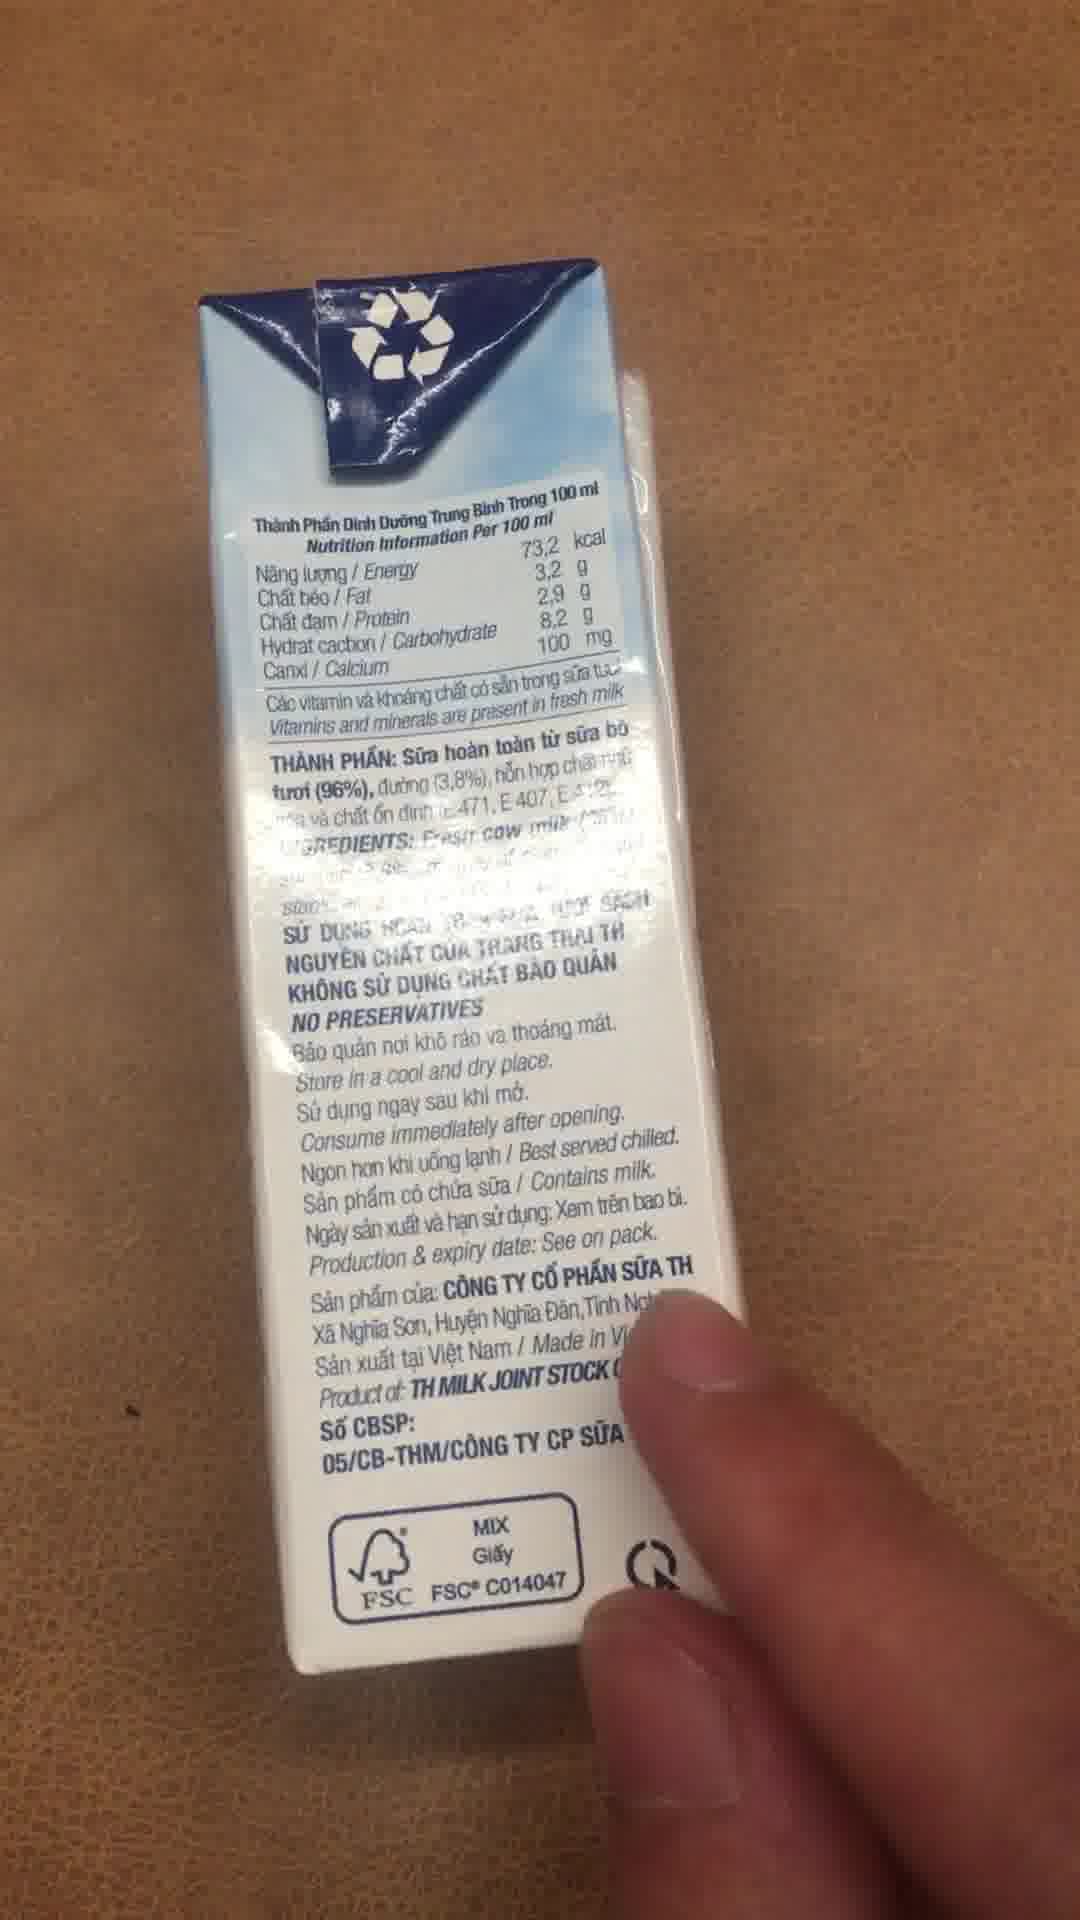 Thành Phần Dinh Dưỡng Trung Bình Trong 100 ml
Nutrition Information Per 100 ml
Năng lượng / Energy 73,2 kcal
Chất béo / Fat 3,2 g
Chất đạm / Protein 2,9 g
Hydrat cacbon / Carbohydrate 8,2 g
Canxi / Calcium 100 mg
Các vitamin và khoáng chất có sẵn trong sữa
Vitamins and minerals are present in fresh milk
THÀNH PHẦN: Sữa hoàn toàn từ sữa bò
tươi (96%), đường (3,8%), hỗn hợp chất
và chất ổn định 471, E 407,
INGREDIENTS: Fresh cow milk
SỬ DỤNG HOÀN SẠCH
NGUYÊN CHẤT CỦA TRANG TRẠI TH
KHÔNG SỬ DỤNG CHẤT BẢO QUẢN
NO PRESERVATIVES
Bảo quản nơi khô ráo và thoáng mát.
Store in a cool and dry place.
Sử dụng ngay sau khi mở.
Consume immediately after opening.
Ngon hơn khi uống lạnh / Best served chilled.
Sản phẩm có chứa sữa / Contains milk.
Ngày sản xuất và hạn sử dụng: Xem trên bao bì.
Production & expiry date: See on pack.
Sản phẩm của: CÔNG TY CỔ PHẦN SỮA TH
Xã Nghĩa Sơn, Huyện Nghĩa Đàn, Tỉnh
Sản xuất tại Việt Nam / Made in
Product of: TH MILK JOINT STOCK
Số CBSP:
05/CB-THM/CÔNG TY CP SỮA
MIX
Giấy
FSC FSC® C014047